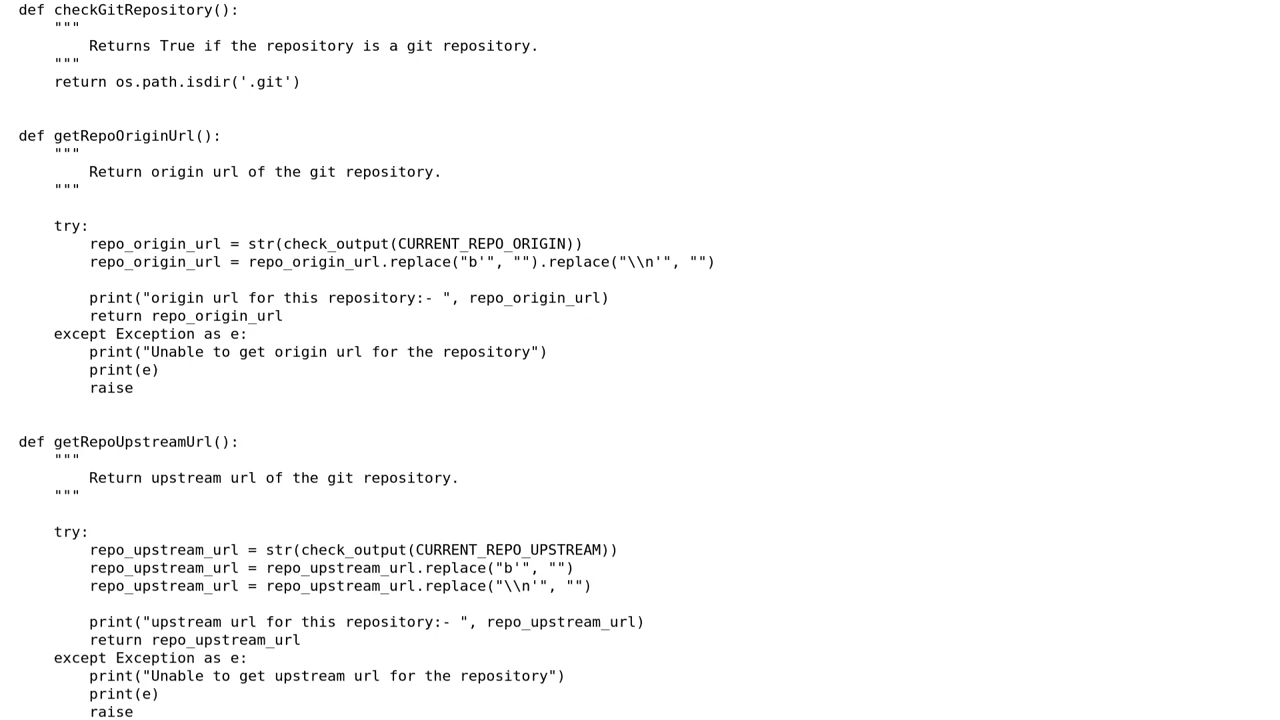 def checkGitRepository():
    """
        Returns True if the repository is a git repository.
    """
    return os.path.isdir('.git')


def getRepoOriginUrl():
    """
        Return origin url of the git repository.
    """

    try:
        repo_origin_url = str(check_output(CURRENT_REPO_ORIGIN))
        repo_origin_url = repo_origin_url.replace("b'", "").replace("\\n'", "")

        print("origin url for this repository:- ", repo_origin_url)
        return repo_origin_url
    except Exception as e:
        print("Unable to get origin url for the repository")
        print(e)
        raise


def getRepoUpstreamUrl():
    """
        Return upstream url of the git repository.
    """

    try:
        repo_upstream_url = str(check_output(CURRENT_REPO_UPSTREAM))
        repo_upstream_url = repo_upstream_url.replace("b'", "")
        repo_upstream_url = repo_upstream_url.replace("\\n'", "")

        print("upstream url for this repository:- ", repo_upstream_url)
        return repo_upstream_url
    except Exception as e:
        print("Unable to get upstream url for the repository")
        print(e)
        raise